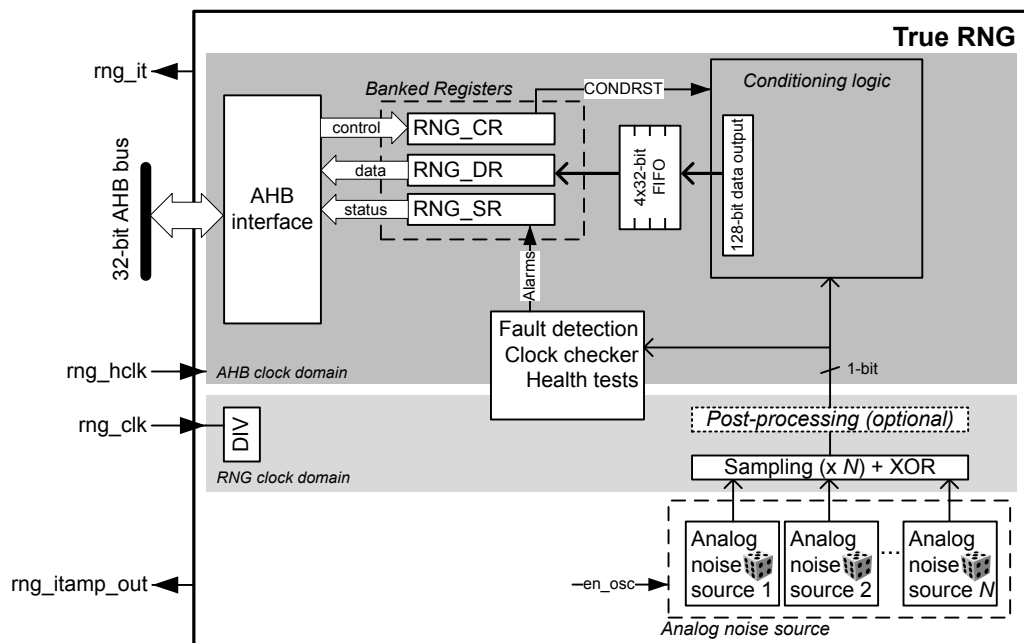 True RNG
rng_it
Banked Registers
CONDRST
Conditioning logic
control
RNG_CR
data
RNG_DR
status
RNG_SR
AHB
interface
32-bit AHB bus
4x32-bit
FIFO
128-bit data output
Alarms
Fault detection
Clock checker
Health tests
1-bit
rng_hclk
AHB clock domain
rng_clk
DIV
RNG clock domain
Post-processing (optional)
Sampling (x N) + XOR
Analog
noise
source 1
Analog
noise
source 2
...
Analog
noise
source N
en_osc
rng_itamp_out
Analog noise source